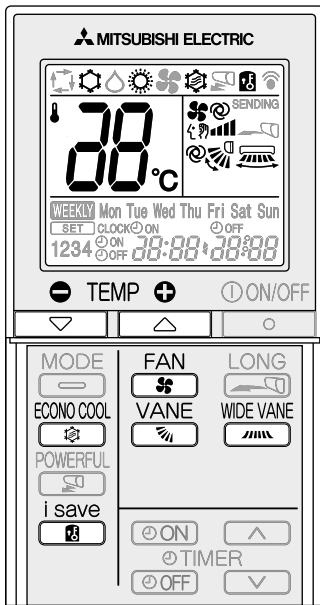 MITSUBISHI ELECTRIC
SENDING
88°C
WEEKLY Mon Tue Wed Thu Fri Sat Sun
SET CLOCK ON OFF
1234 ON OFF 88:88 88:88
TEMP ON/OFF
MODE FAN LONG
ECONO COOL VANE WIDE VANE
POWERFUL
i save
ON
TIMER
OFF